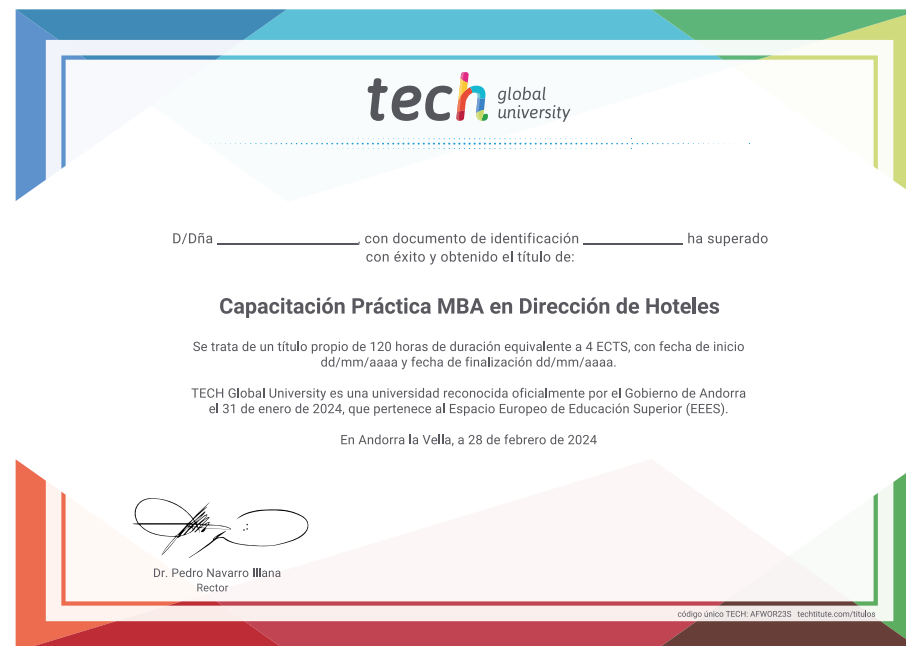 tech global university
D/Dña ____________________, con documento de identificación ______________ ha superado
con éxito y obtenido el título de:
Capacitación Práctica MBA en Dirección de Hoteles
Se trata de un título propio de 120 horas de duración equivalente a 4 ECTS, con fecha de inicio
dd/mm/aaaa y fecha de finalización dd/mm/aaaa.
TECH Global University es una universidad reconocida oficialmente por el Gobierno de Andorra
el 31 de enero de 2024, que pertenece al Espacio Europeo de Educación Superior (EEES).
En Andorra la Vella, a 28 de febrero de 2024
Dr. Pedro Navarro Illana
Rector
código único TECH: AFWOR23S techtitute.com/titulos